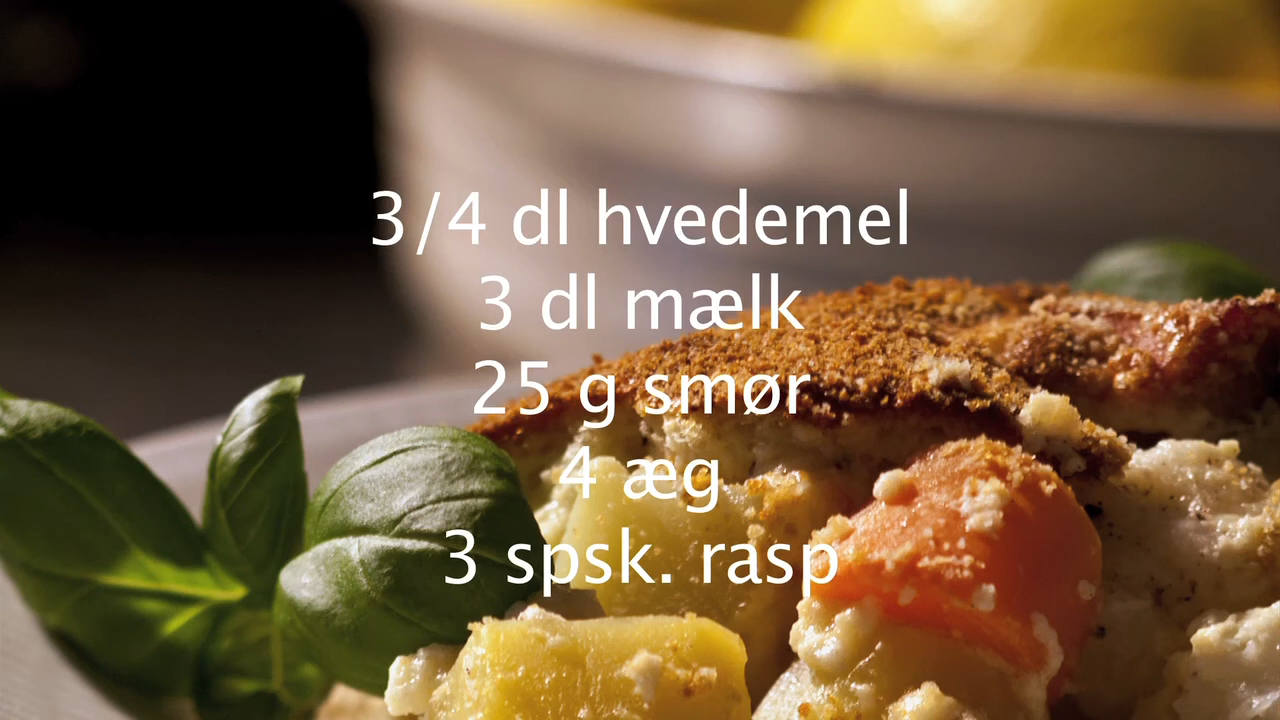 3/4 dl hvedemel
3 dl mælk
25 g smør
4 æg
3 spsk. rasp